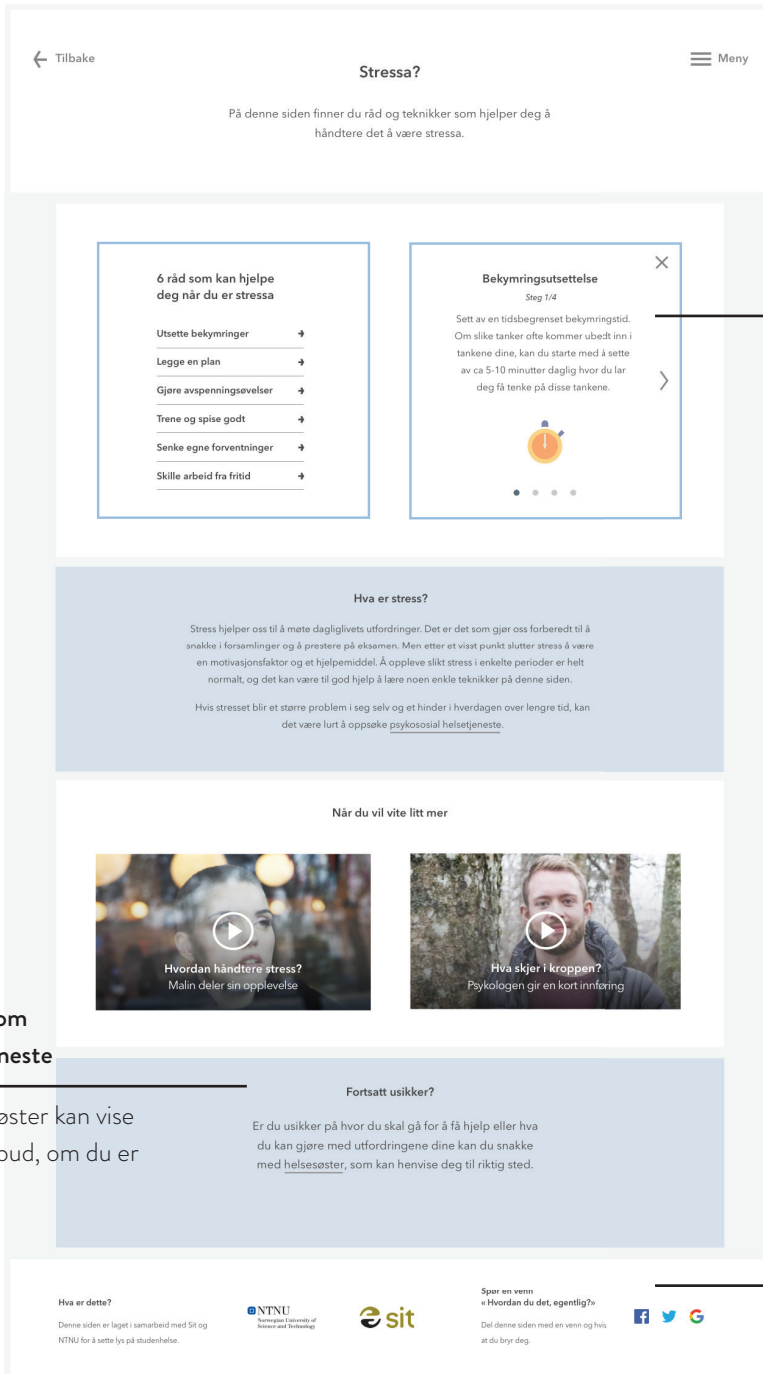 Tilbake
Stressa?
Meny
På denne siden finner du råd og teknikker som hjelper deg å
håndtere det å være stressa.
6 råd som kan hjelpe
deg når du er stressa
Utsette bekymringer
Legge en plan
Gjøre avspenningsøvelser
Trene og spise godt
Senke egne forventninger
Skille arbeid fra fritid
Bekymringsutsettelse
Steg 1/4
Sett av en tidsbegrenset bekymringstid.
Om slike tanker ofte kommer ubedt inn i
tankene dine, kan du starte med å sette
av ca 5-10 minutter daglig hvor du lar
deg få tenke på disse tankene.
Hva er stress?
Stress hjelper oss til å møte dagliglivets utfordringer. Det er det som gjør oss forberedt til å
snakke i forsamlinger og å prestere på eksamen. Men etter et visst punkt slutter stress å være
en motivasjonsfaktor og et hjelpemiddel. Å oppleve slikt stress i enkelte perioder er helt
normalt, og det kan være til god hjelp å lære noen enkle teknikker på denne siden.
Hvis stresset blir et større problem i seg selv og et hinder i hverdagen over lengre tid, kan
det være lurt å oppsøke psykososial helsetjeneste.
Når du vil vite litt mer
Hvordan håndtere stress?
Malin deler sin opplevelse
Hva skjer i kroppen?
Psykologen gir en kort innføring
om
neste
øster kan vise
bud, om du er
Fortsatt usikker?
Er du usikker på hvor du skal gå for å få hjelp eller hva
du kan gjøre med utfordringene dine kan du snakke
med helsesøster, som kan henvise deg til riktig sted.
Hva er dette?
Denne siden er laget i samarbeid med Sit og
NTNU for å sette lys på studenhelse.
NTNU
Norwegian University of
Science and Technology
sit
Spør en venn
« Hvordan du det, egentlig?»
Del denne siden med en venn og hvis
at du bryr deg.